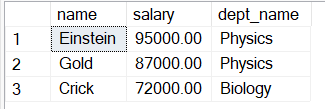 name salary dept_name
1 Einstein 95000.00 Physics
2 Gold 87000.00 Physics
3 Crick 72000.00 Biology